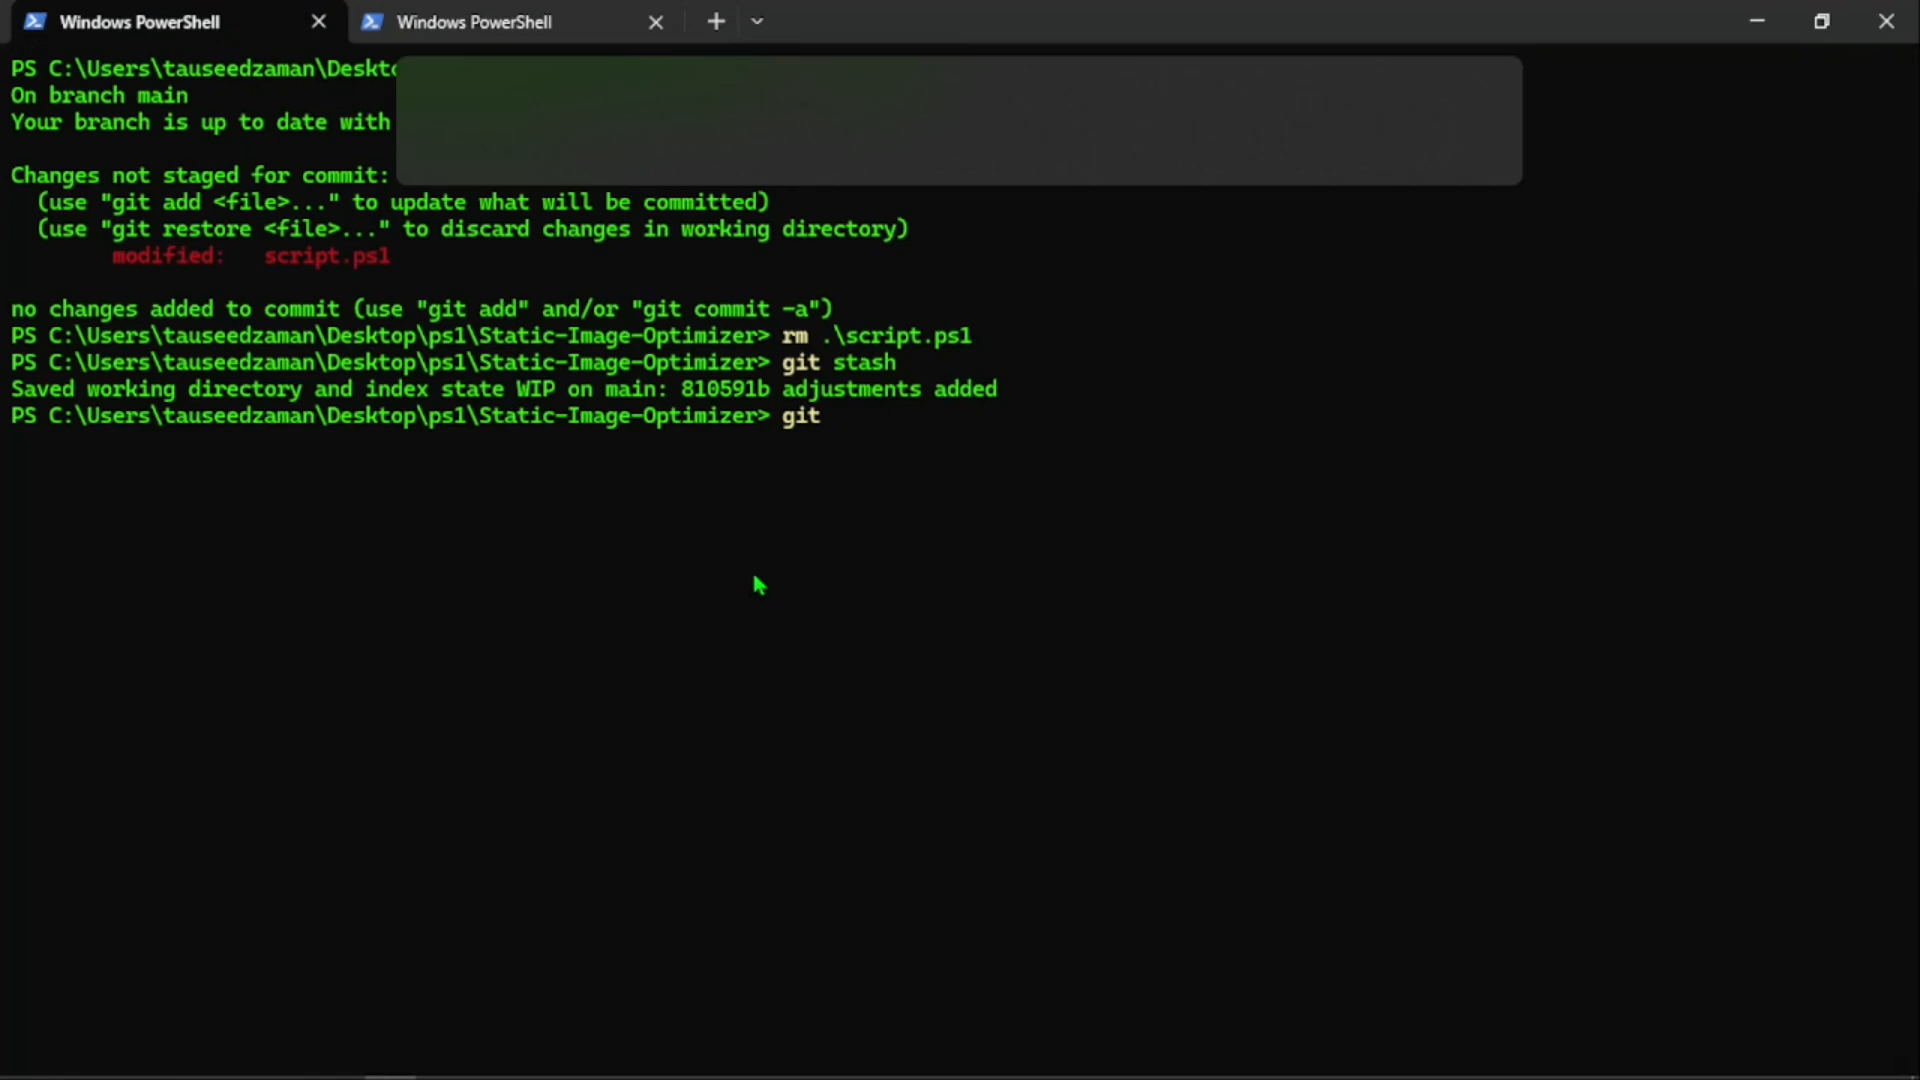 Windows PowerShell
Windows PowerShell
PS C:\Users\tauseedzaman\Deskto
On branch main
Your branch is up to date with
Changes not staged for commit:
  (use "git add <file>..." to update what will be committed)
  (use "git restore <file>..." to discard changes in working directory)
        modified:   script.ps1
no changes added to commit (use "git add" and/or "git commit -a")
PS C:\Users\tauseedzaman\Desktop\ps1\Static-Image-Optimizer> rm .\script.ps1
PS C:\Users\tauseedzaman\Desktop\ps1\Static-Image-Optimizer> git stash
Saved working directory and index state WIP on main: 810591b adjustments added
PS C:\Users\tauseedzaman\Desktop\ps1\Static-Image-Optimizer> git